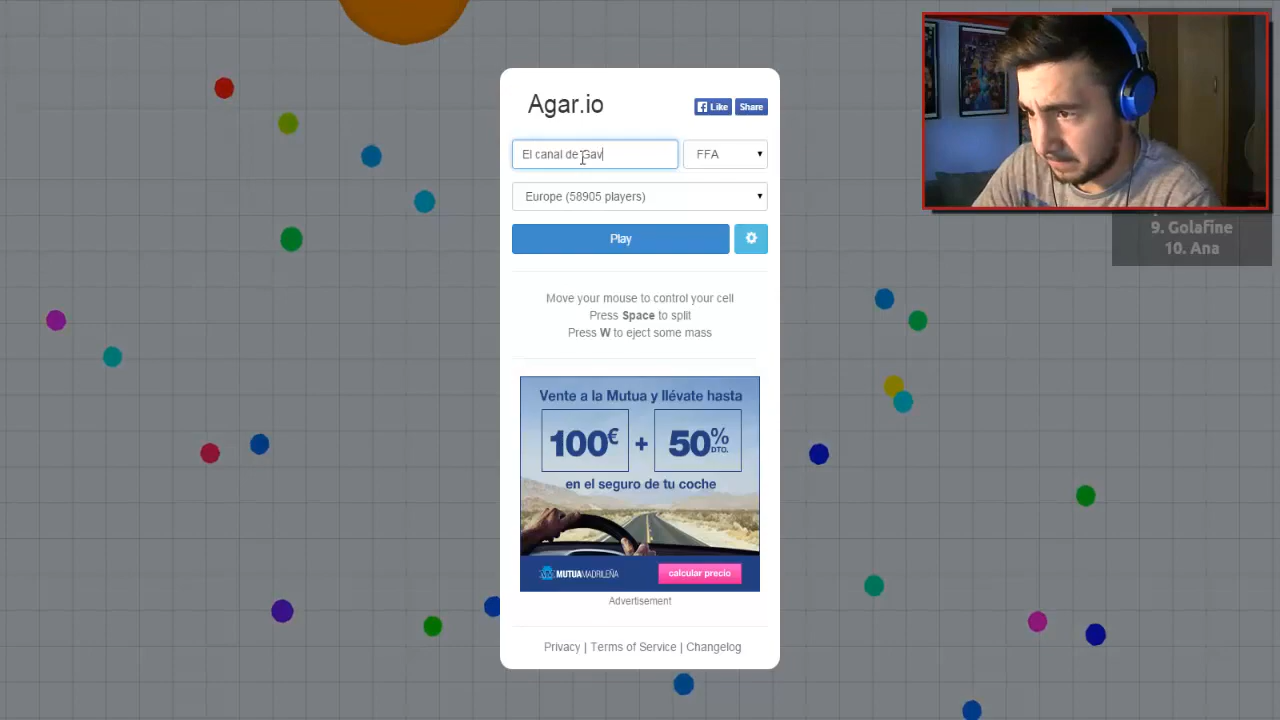 Agar.io
Like Share
El canal de Gav
FFA
Europe (58905 players)
Play
9. Golafine
10. Ana
Move your mouse to control your cell
Press Space to split
Press W to eject some mass
Vente a la Mutua y llévate hasta
100€ + 50% DTO.
en el seguro de tu coche
MUTUAMADRILEÑA
calcular precio
Advertisement
Privacy | Terms of Service | Changelog